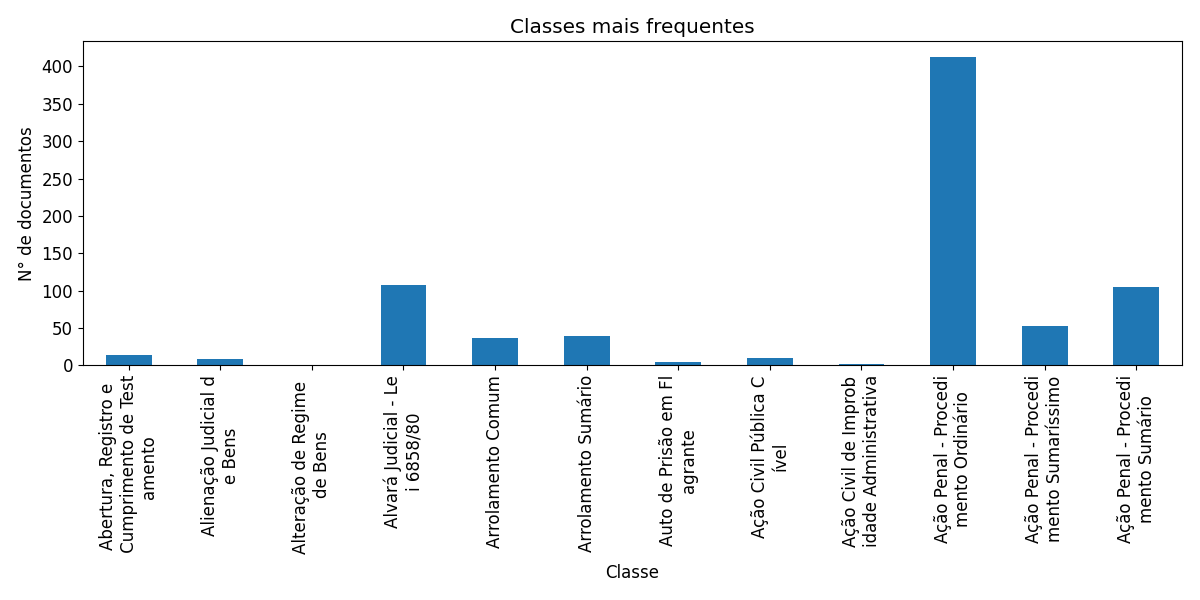 Classes mais frequentes
N° de documentos
400
350
300
250
200
150
100
50
0
Abertura, Registro e
Cumprimento de Test
amento
Alienação Judicial d
e Bens
Alteração de Regime
de Bens
Alvará Judicial - Le
i 6858/80
Arrolamento Comum
Arrolamento Sumário
Auto de Prisão em Fl
agrante
Ação Civil Pública C
ível
Ação Civil de Improb
idade Administrativa
Ação Penal - Procedi
mento Ordinário
Ação Penal - Procedi
mento Sumaríssimo
Ação Penal - Procedi
mento Sumário
Classe